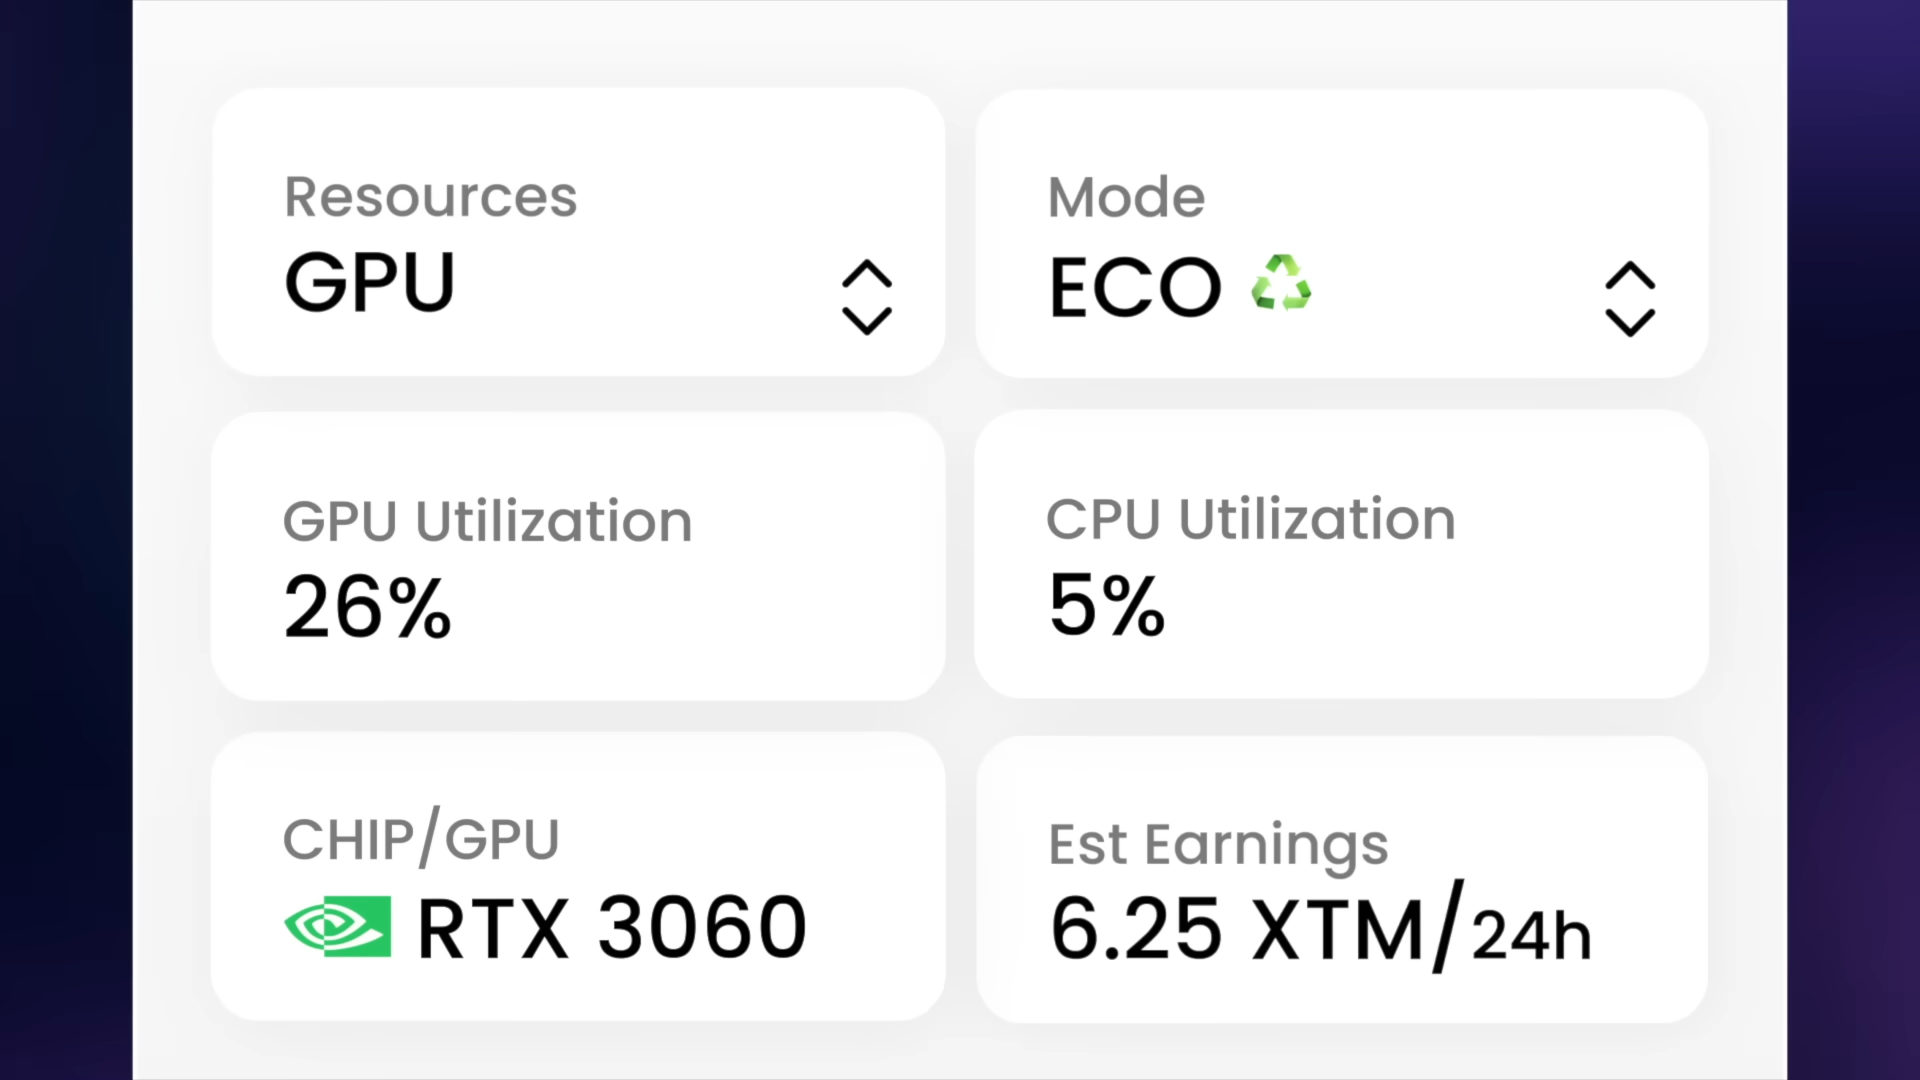 Resources
GPU
Mode
ECO ♻️
GPU Utilization
26%
CPU Utilization
5%
CHIP/GPU
RTX 3060
Est Earnings
6.25 XTM/24h